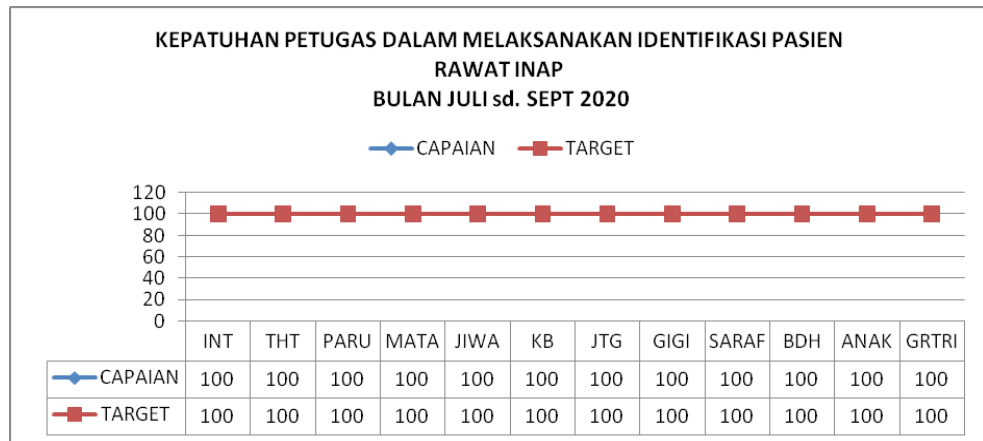 KEPATUHAN PETUGAS DALAM MELAKSANAKAN IDENTIFIKASI PASIEN
RAWAT INAP
BULAN JULI sd. SEPT 2020
CAPAIAN TARGET
120
100
80
60
40
20
0
INT THT PARU MATA JIWA KB JTG GIGI SARAF BDH ANAK GRTRI
CAPAIAN 100 100 100 100 100 100 100 100 100 100 100 100
TARGET 100 100 100 100 100 100 100 100 100 100 100 100